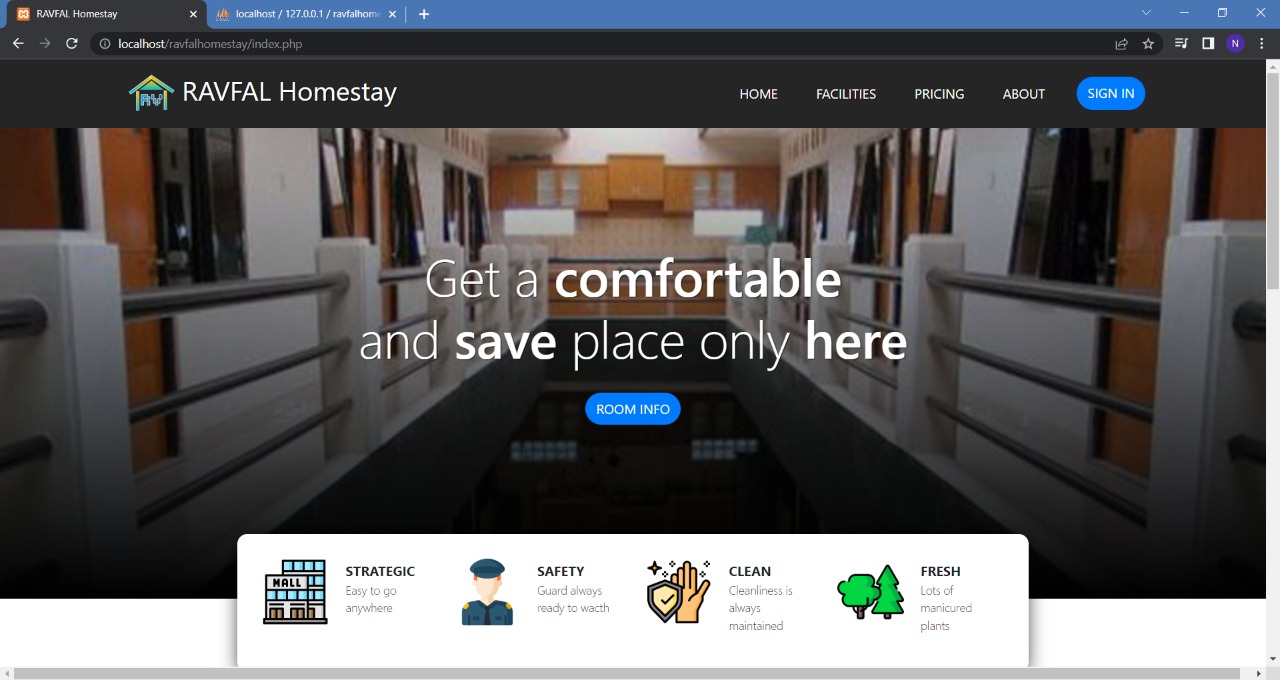 RAVFAL Homestay
localhost / 127.0.0.1 / ravfalhome
localhost/ravfalhomestay/index.php
N
RV
RAVFAL Homestay
HOME
FACILITIES
PRICING
ABOUT
SIGN IN
Get a comfortable
and save place only here
ROOM INFO
MALL
STRATEGIC
Easy to go
anywhere
SAFETY
Guard always
ready to wacth
CLEAN
Cleanliness is
always
maintained
FRESH
Lots of
manicured
plants